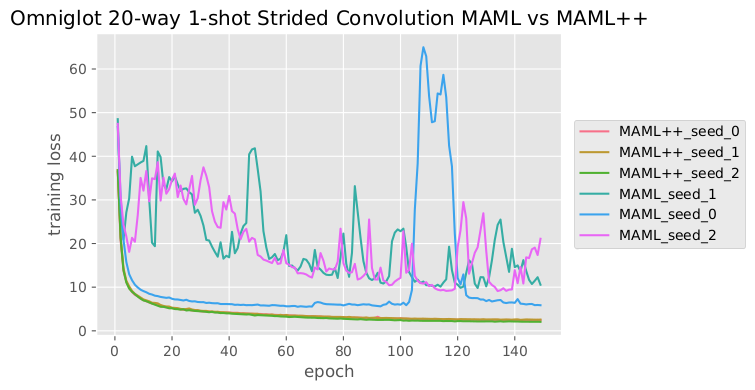 Omniglot 20-way 1-shot Strided Convolution MAML vs MAML++
training loss
60
50
40
30
20
10
0
0 20 40 60 80 100 120 140
epoch
MAML++_seed_0
MAML++_seed_1
MAML++_seed_2
MAML_seed_1
MAML_seed_0
MAML_seed_2